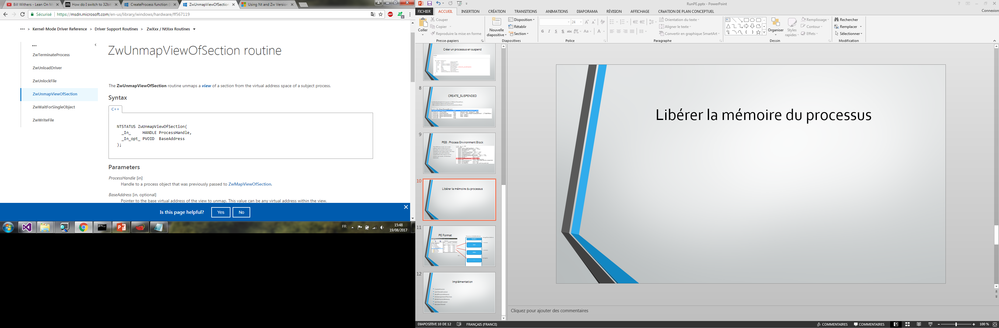 Bill Withers - Lean On M
How do I switch to 32bit
CreateProcess function (
ZwUnmapViewOfSection
Using Nt and Zw Version
Sécurisé
https://msdn.microsoft.com/en-us/library/windows/hardware/ff567119
ABP
0
... > Kernel-Mode Driver Reference > Driver Support Routines > ZwXxx / NtXxx Routines
...
ZwTerminateProcess
ZwUnloadDriver
ZwUnlockFile
ZwUnmapViewOfSection
ZwWaitForSingleObject
ZwWriteFile
ZwUnmapViewOfSection routine
The ZwUnmapViewOfSection routine unmaps a view of a section from the virtual address space of a subject process.
Syntax
C++
NTSTATUS ZwUnmapViewOfSection(
_In_ HANDLE ProcessHandle,
_In_opt_ PVOID BaseAddress
);
Parameters
ProcessHandle [in]
Handle to a process object that was previously passed to ZwMapViewOfSection.
BaseAddress [in, optional]
Pointer to the base virtual address of the view to unmap. This value can be any virtual address within the view.
Is this page helpful?
Yes
No
FR
15:48
19/08/2017
RunPE.pptx - PowerPoint
Connexion
FICHIER
ACCUEIL
INSERTION
CRÉATION
TRANSITIONS
ANIMATIONS
DIAPORAMA
RÉVISION
AFFICHAGE
CRéATION DE PLAN CONCEPTUEL
Coller
Couper
Copier
Reproduire la mise en forme
Presse-papiers
Nouvelle
diapositive
Disposition
Rétablir
Section
Diapositives
24
G I S S abc AV Aa A
Police
Orientation du texte
Aligner le texte
Convertir en graphique SmartArt
Paragraphe
Organiser
Styles
rapides
Remplissage
Contour
Effets
Dessin
Rechercher
Remplacer
Sélectionner
Modification
Créer un processus en suspend
8
CREATE_SUSPENDED
9
PEB : Process Environment Block
10
Libérer la mémoire du processus
11
PE Format
12
Implémentation
Libérer la mémoire du processus
Cliquez pour ajouter des commentaires
DIAPOSITIVE 10 DE 12
FRANÇAIS (FRANCE)
COMMENTAIRES
COMMENTAIRES
100 %